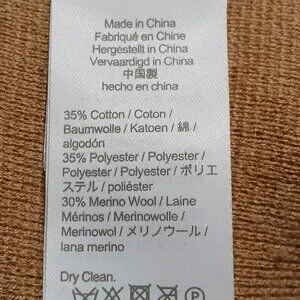 Made in China
Fabriqué en Chine
Hergestellt in China
Vervaardigd in China
中国製
hecho en china
35% Cotton / Coton /
Baumwolle / Katoen / 綿 /
algodón
35% Polyester / Polyester /
Polyester / Polyester / ポリエ
ステル / poliéster
30% Merino Wool / Laine
Mérinos / Merinowolle /
Merinowol / メリノウール /
lana merino
Dry Clean.